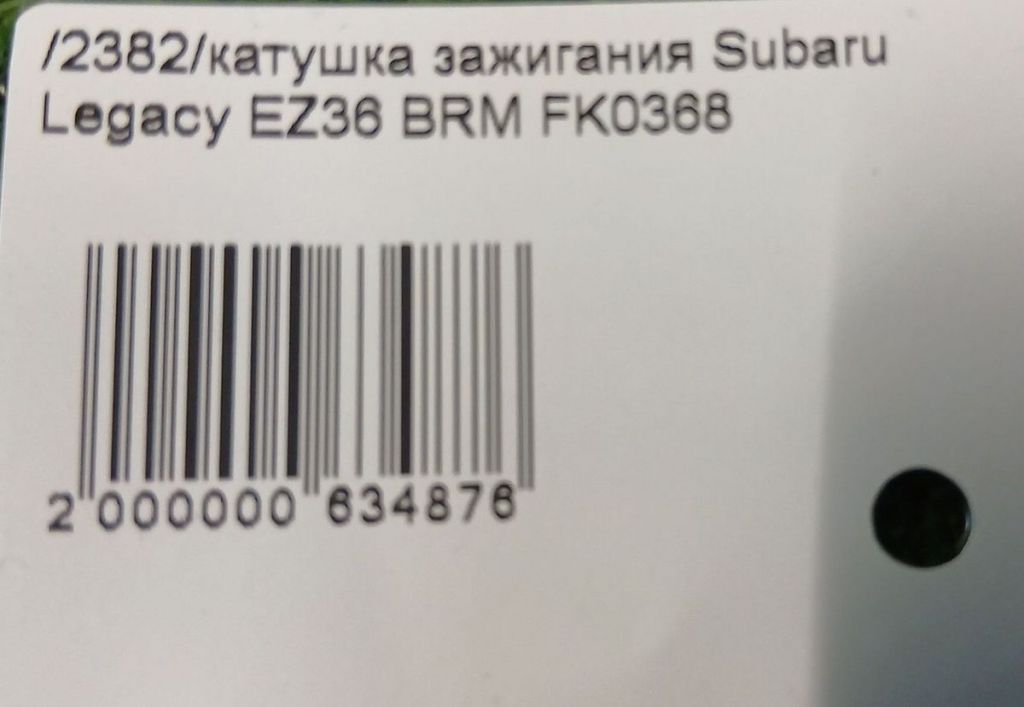 /2382/катушка зажигания Subaru
Legacy EZ36 BRM FK0368
2 000000 634876